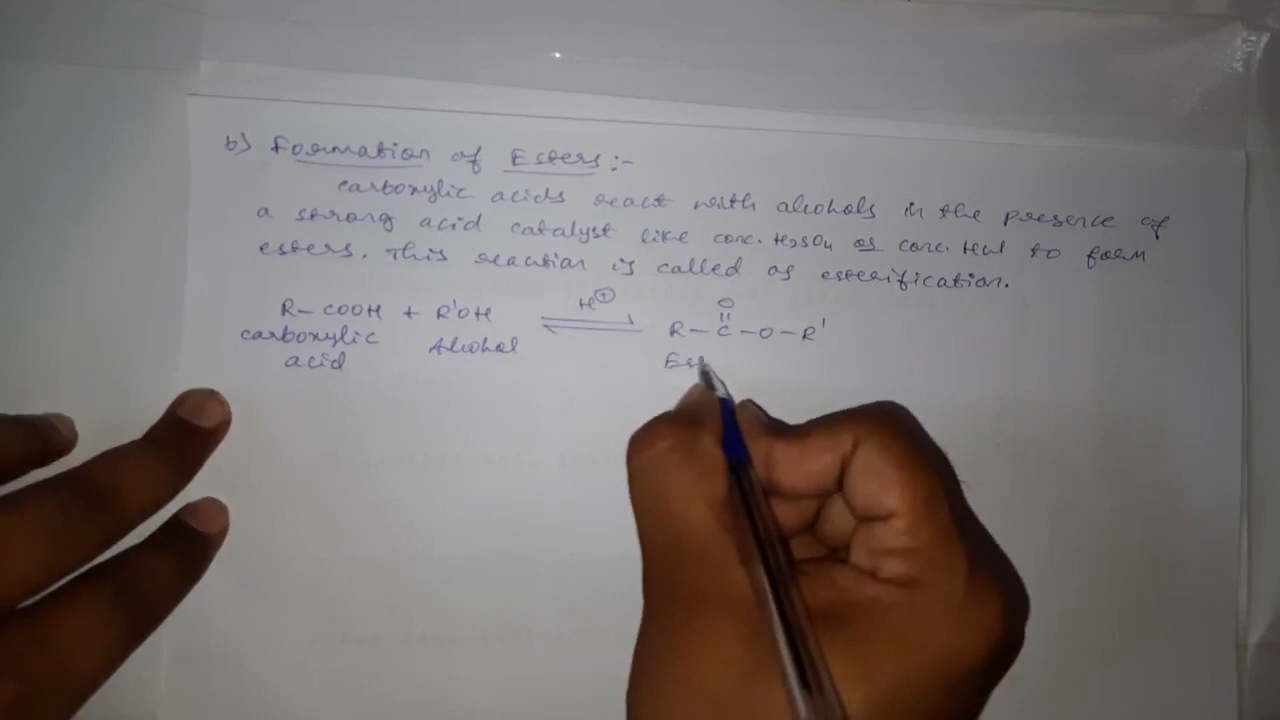 b) Formation of Esters:-
carboxylic acids react with alcohols in the presence of
a strong acid catalyst like conc. H2SO4 or conc. HCl to form
esters. This reaction is called as esterification.
R-COOH + R'OH H⊕ ⇌ R-C-O-R'
O
carboxylic acid Alcohol Est